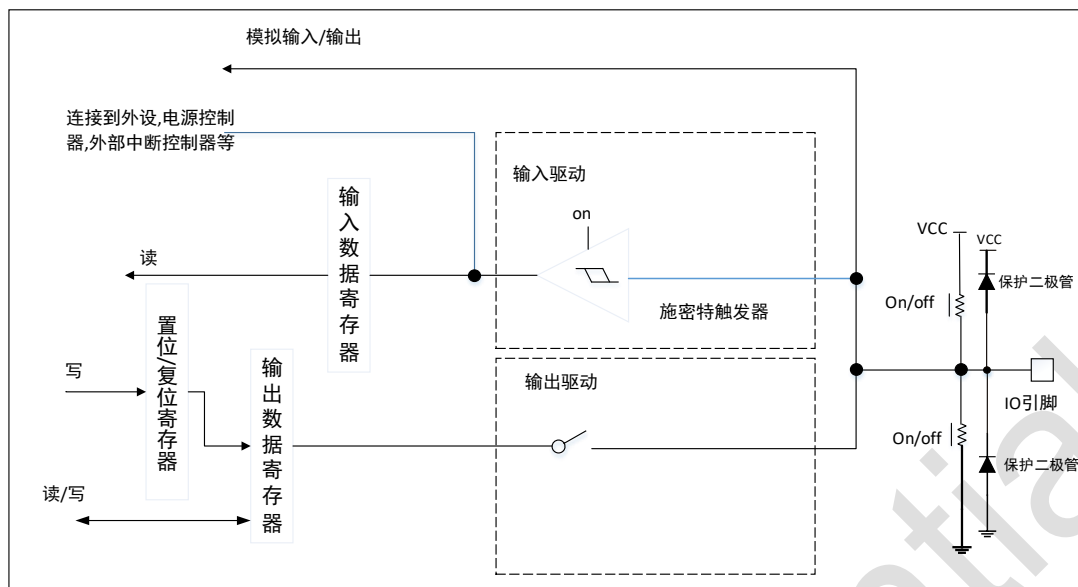 模拟输入/输出
连接到外设,电源控制
器,外部中断控制器等
输入驱动
输入数据寄存器
on
VCC
VCC
读
保护二极管
On/off
施密特触发器
置位/复位寄存器
输出数据寄存器
写
输出驱动
IO引脚
On/off
保护二极管
读/写
ntial